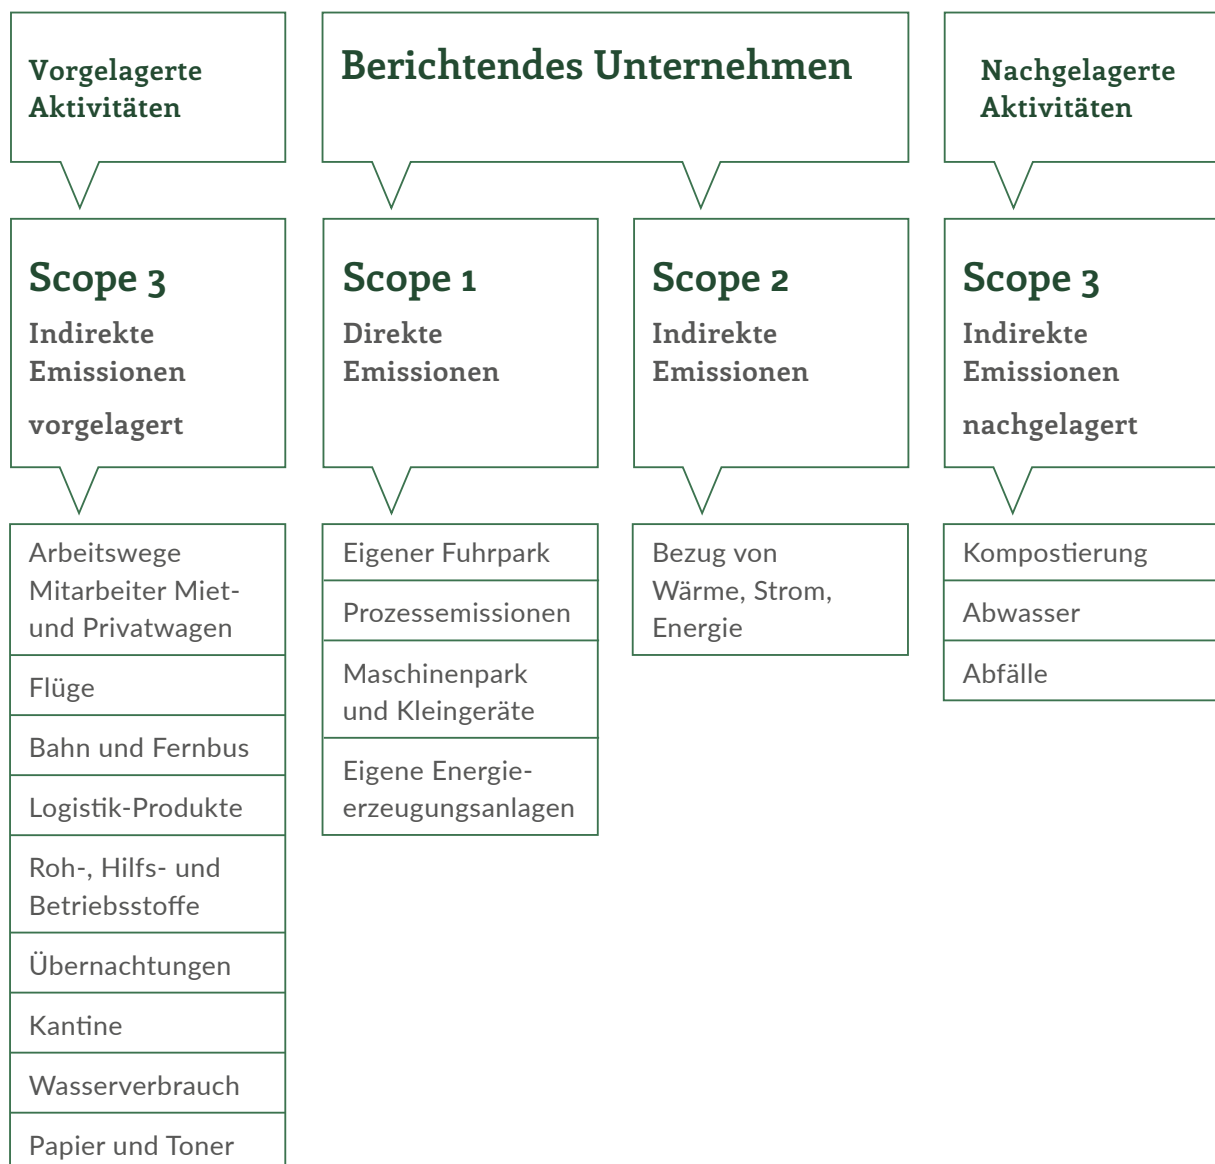 Vorgelagerte
Aktivitäten
Berichtendes Unternehmen
Nachgelagerte
Aktivitäten
Scope 3
Indirekte
Emissionen
vorgelagert
Scope 1
Direkte
Emissionen
Scope 2
Indirekte
Emissionen
Scope 3
Indirekte
Emissionen
nachgelagert
Arbeitswege
Mitarbeiter Miet-
und Privatwagen
Flüge
Bahn und Fernbus
Logistik-Produkte
Roh-, Hilfs- und
Betriebsstoffe
Übernachtungen
Kantine
Wasserverbrauch
Papier und Toner
Eigener Fuhrpark
Prozessemissionen
Maschinenpark
und Kleingeräte
Eigene Energie-
erzeugungsanlagen
Bezug von
Wärme, Strom,
Energie
Kompostierung
Abwasser
Abfälle